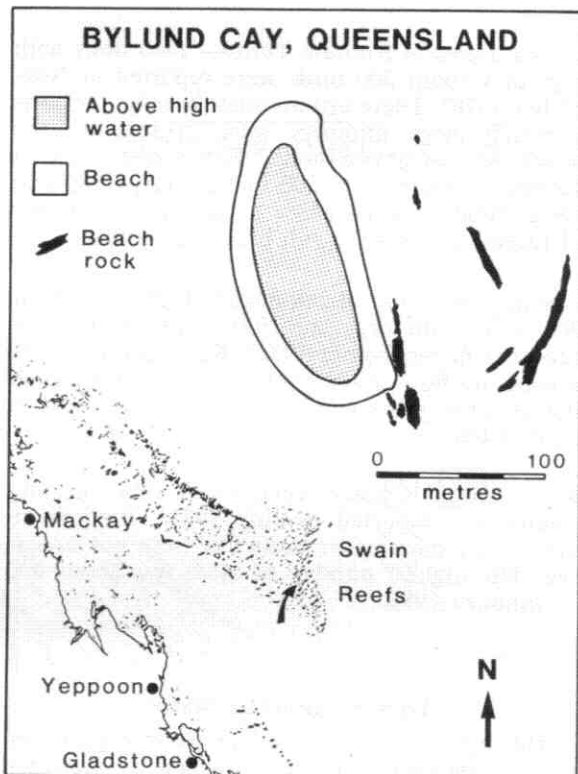 BYLUND CAY, QUEENSLAND
Above high
water
Beach
Beach
rock
0 100
metres
Mackay
Swain
Reefs
Yeppoon
Gladstone
N